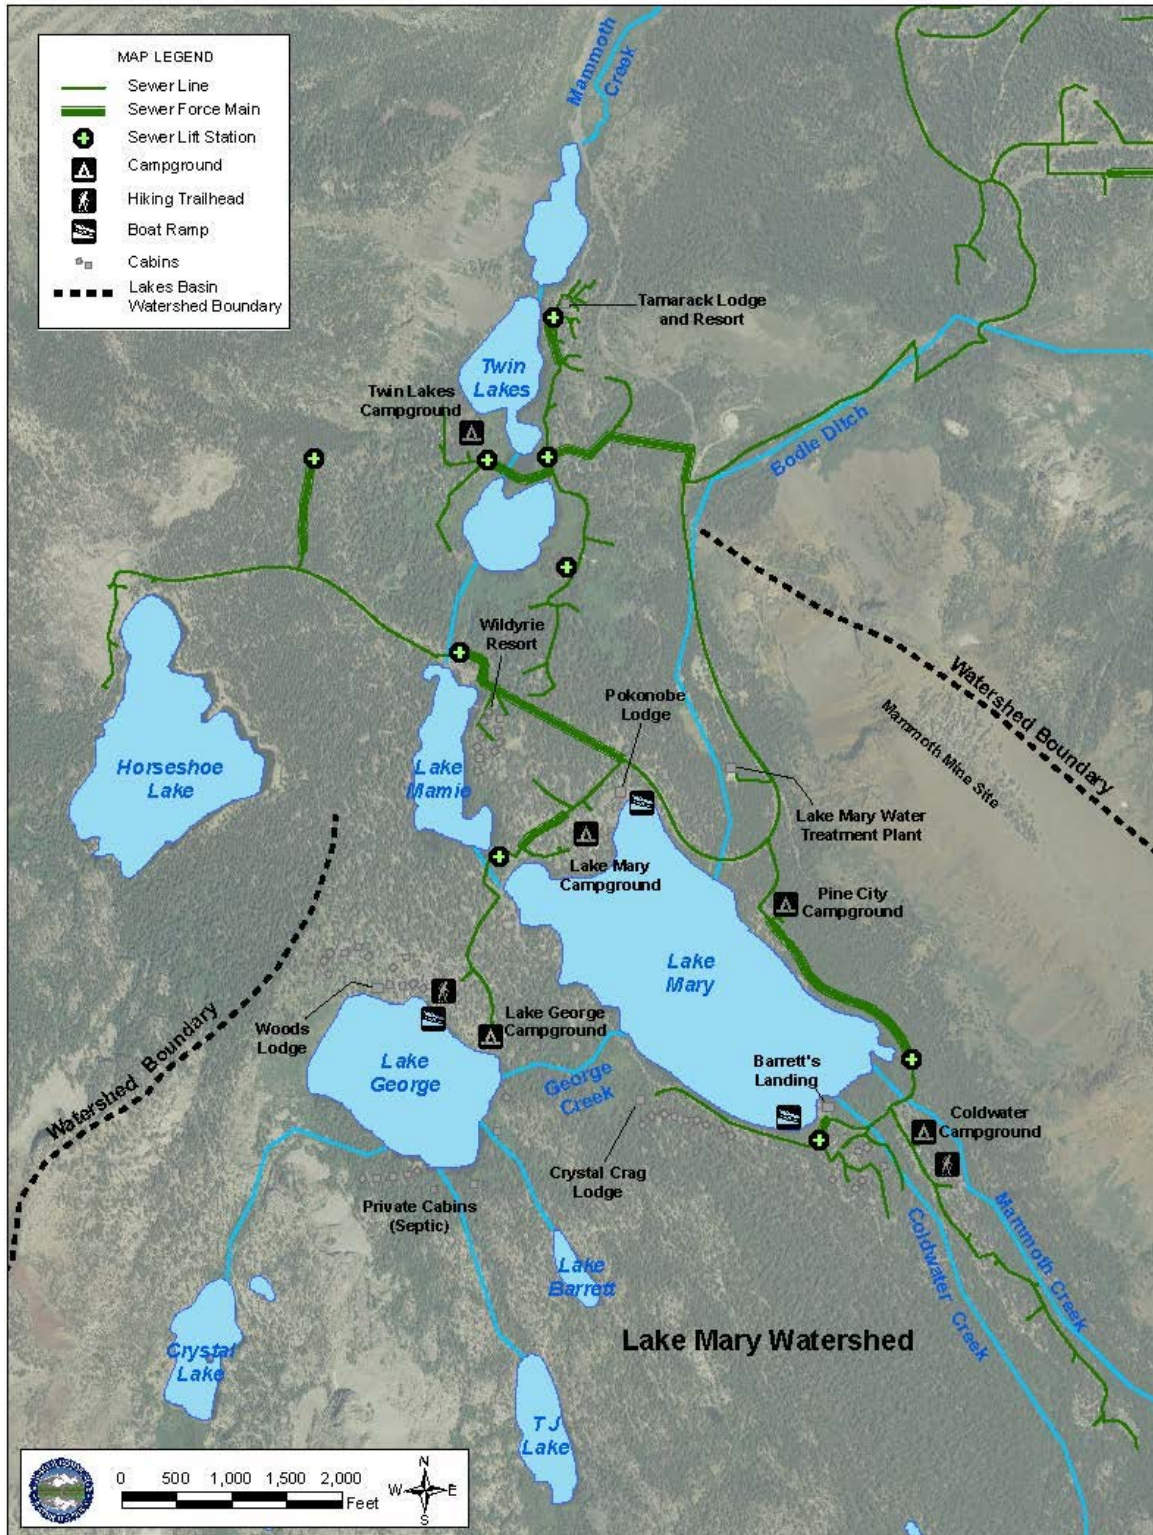 MAP LEGEND
Sewer Line
Sewer Force Main
Sewer Lift Station
Campground
Hiking Trailhead
Boat Ramp
Cabins
Lakes Basin
Watershed Boundary
Mammoth
Creek
Tamarack Lodge
and Resort
Twin
Lakes
Twin Lakes
Campground
Bodie Ditch
Wildyrie
Resort
Pokonobe
Lodge
Watershed Boundary
Mammoth Mine Site
Horseshoe
Lake
Lake
Mamie
Lake Mary Water
Treatment Plant
Lake Mary
Campground
Pine City
Campground
Lake
Mary
Woods
Lodge
Lake George
Campground
Watershed Boundary
Lake
George
George
Creek
Barrett's
Landing
Coldwater
Campground
Crystal Crag
Lodge
Private Cabins
(Septic)
Coldwater Creek
Mammoth Creek
Lake
Barrett
Lake Mary Watershed
Crystal
Lake
T J
Lake
0 500 1,000 1,500 2,000
Feet
N
W E
S